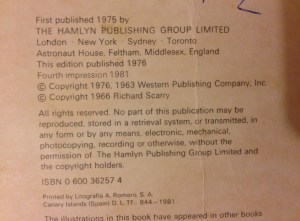 First published 1975 by
THE HAMLYN PUBLISHING GROUP LIMITED
London · New York · Sydney · Toronto
Astronaut House, Feltham, Middlesex, England
This edition published 1976
Fourth impression 1981
© Copyright 1976, 1963 Western Publishing Company, Inc.
© Copyright 1966 Richard Scarry
All rights reserved. No part of this publication may be
reproduced, stored in a retrieval system, or transmitted, in
any form or by any means, electronic, mechanical,
photocopying, recording or otherwise, without the
permission of The Hamlyn Publishing Group Limited and
the copyright holders.
ISBN 0 600 36257 4
Printed by Litografía A. Romero, S. A.
Canary Islands (Spain) D. L. TF. 844 – 1981
The illustrations in this book have appeared in other books